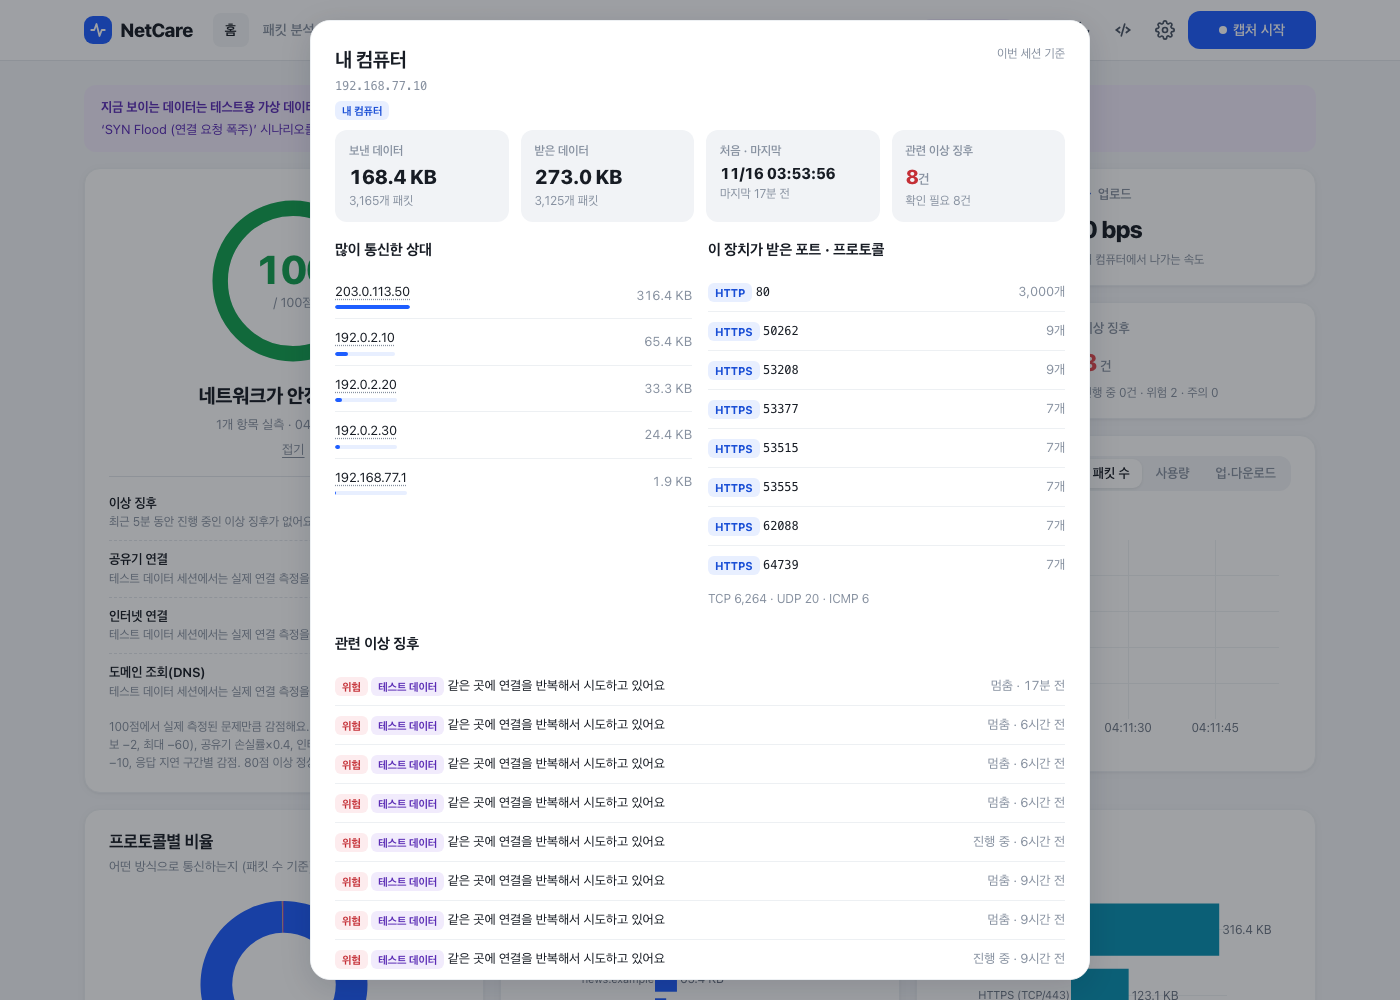 NetCare
홈
패킷 분석
캡처 시작
지금 보이는 데이터는 테스트용 가상
'SYN Flood (연결 요청 폭주)' 시나리오
/ 100점
네트워크가
1개 항목 실측 · 04
접기
이상 징후
최근 5분 동안 진행 중인 이상 징후가 없어요
공유기 연결
테스트 데이터 세션에서는 실제 연결 측정을
인터넷 연결
테스트 데이터 세션에서는 실제 연결 측정을
도메인 조회(DNS)
테스트 데이터 세션에서는 실제 연결 측정을
100점에서 실제 측정된 문제만큼 감점해요.
보 −2, 최대 −60), 공유기 손실률×0.4,
−10, 응답 지연 구간별 감점. 80점 이상
프로토콜별 비율
어떤 방식으로 통신하는지 (패킷 수 기준
내 컴퓨터
이번 세션 기준
192.168.77.10
내 컴퓨터
보낸 데이터
168.4 KB
3,165개 패킷
받은 데이터
273.0 KB
3,125개 패킷
처음 · 마지막
11/16 03:53:56
마지막 17분 전
관련 이상 징후
8건
확인 필요 8건
많이 통신한 상대
203.0.113.50
316.4 KB
192.0.2.10
65.4 KB
192.0.2.20
33.3 KB
192.0.2.30
24.4 KB
192.168.77.1
1.9 KB
이 장치가 받은 포트 · 프로토콜
HTTP 80
3,000개
HTTPS 50262
9개
HTTPS 53208
9개
HTTPS 53377
7개
HTTPS 53515
7개
HTTPS 53555
7개
HTTPS 62088
7개
HTTPS 64739
7개
TCP 6,264 · UDP 20 · ICMP 6
관련 이상 징후
위험 테스트 데이터 같은 곳에 연결을 반복해서 시도하고 있어요
멈춤 · 17분 전
위험 테스트 데이터 같은 곳에 연결을 반복해서 시도하고 있어요
멈춤 · 6시간 전
위험 테스트 데이터 같은 곳에 연결을 반복해서 시도하고 있어요
멈춤 · 6시간 전
위험 테스트 데이터 같은 곳에 연결을 반복해서 시도하고 있어요
멈춤 · 6시간 전
위험 테스트 데이터 같은 곳에 연결을 반복해서 시도하고 있어요
진행 중 · 6시간 전
위험 테스트 데이터 같은 곳에 연결을 반복해서 시도하고 있어요
멈춤 · 9시간 전
위험 테스트 데이터 같은 곳에 연결을 반복해서 시도하고 있어요
멈춤 · 9시간 전
위험 테스트 데이터 같은 곳에 연결을 반복해서 시도하고 있어요
진행 중 · 9시간 전
· 업로드
bps
컴퓨터에서 나가는 속도
징후
건
중 0건 · 위험 2 · 주의 0
패킷 수
사용량
업·다운로드
04:11:30
04:11:45
316.4 KB
HTTPS (TCP/443)
123.1 KB